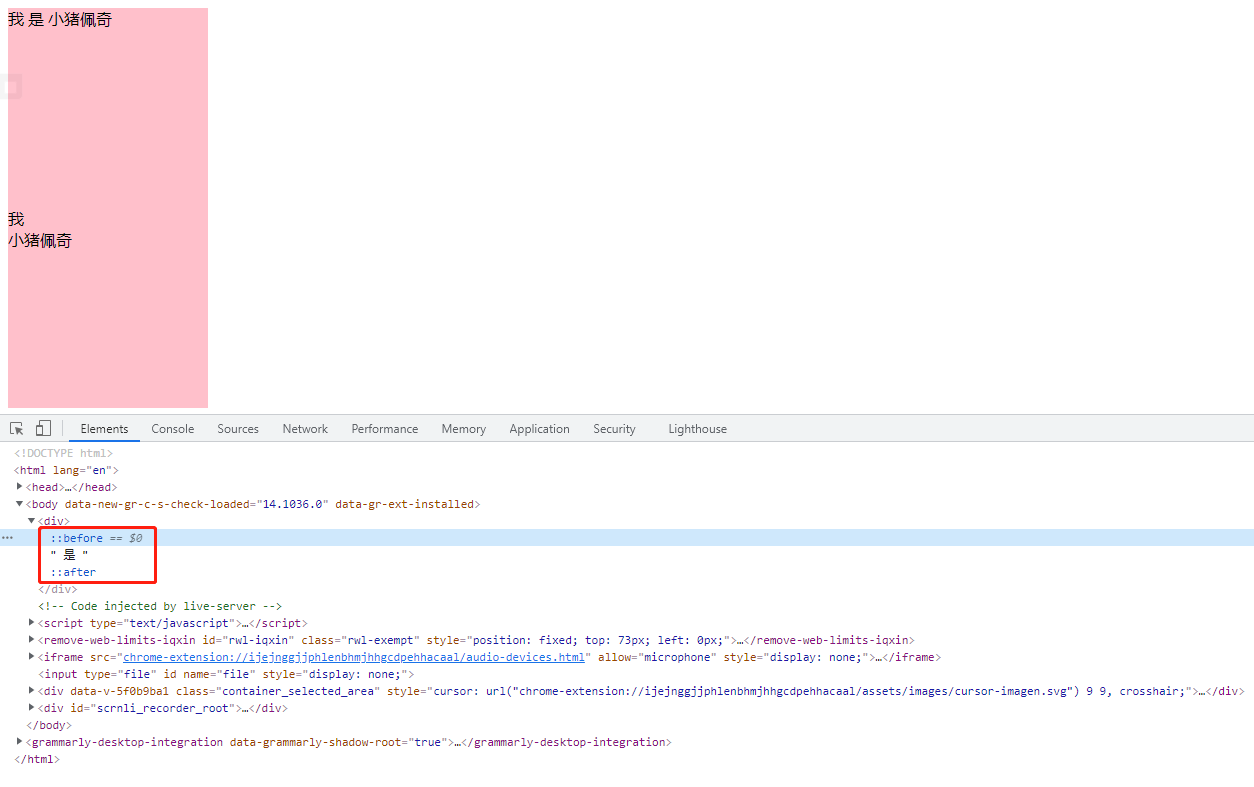 我 是 小猪佩奇
我
小猪佩奇
Elements Console Sources Network Performance Memory Application Security Lighthouse
<!DOCTYPE html>
<html lang="en">
<head>…</head>
<body data-new-gr-c-s-check-loaded="14.1036.0" data-gr-ext-installed>
<div>
::before == $0
" 是 "
::after
</div>
<!-- Code injected by live-server -->
<script type="text/javascript">…</script>
<remove-web-limits-iqxin id="rwl-iqxin" class="rwl-exempt" style="position: fixed; top: 73px; left: 0px;">…</remove-web-limits-iqxin>
<iframe src="chrome-extension://ijejnggjjphlenbhmjhhgcdpehhacaal/audio-devices.html" allow="microphone" style="display: none;">…</iframe>
<input type="file" id name="file" style="display: none;">
<div data-v-5f0b9ba1 class="container_selected_area" style="cursor: url("chrome-extension://ijejnggjjphlenbhmjhhgcdpehhacaal/assets/images/cursor-imagen.svg") 9 9, crosshair;">…</div>
<div id="scrnli_recorder_root">…</div>
</body>
<grammarly-desktop-integration data-grammarly-shadow-root="true">…</grammarly-desktop-integration>
</html>